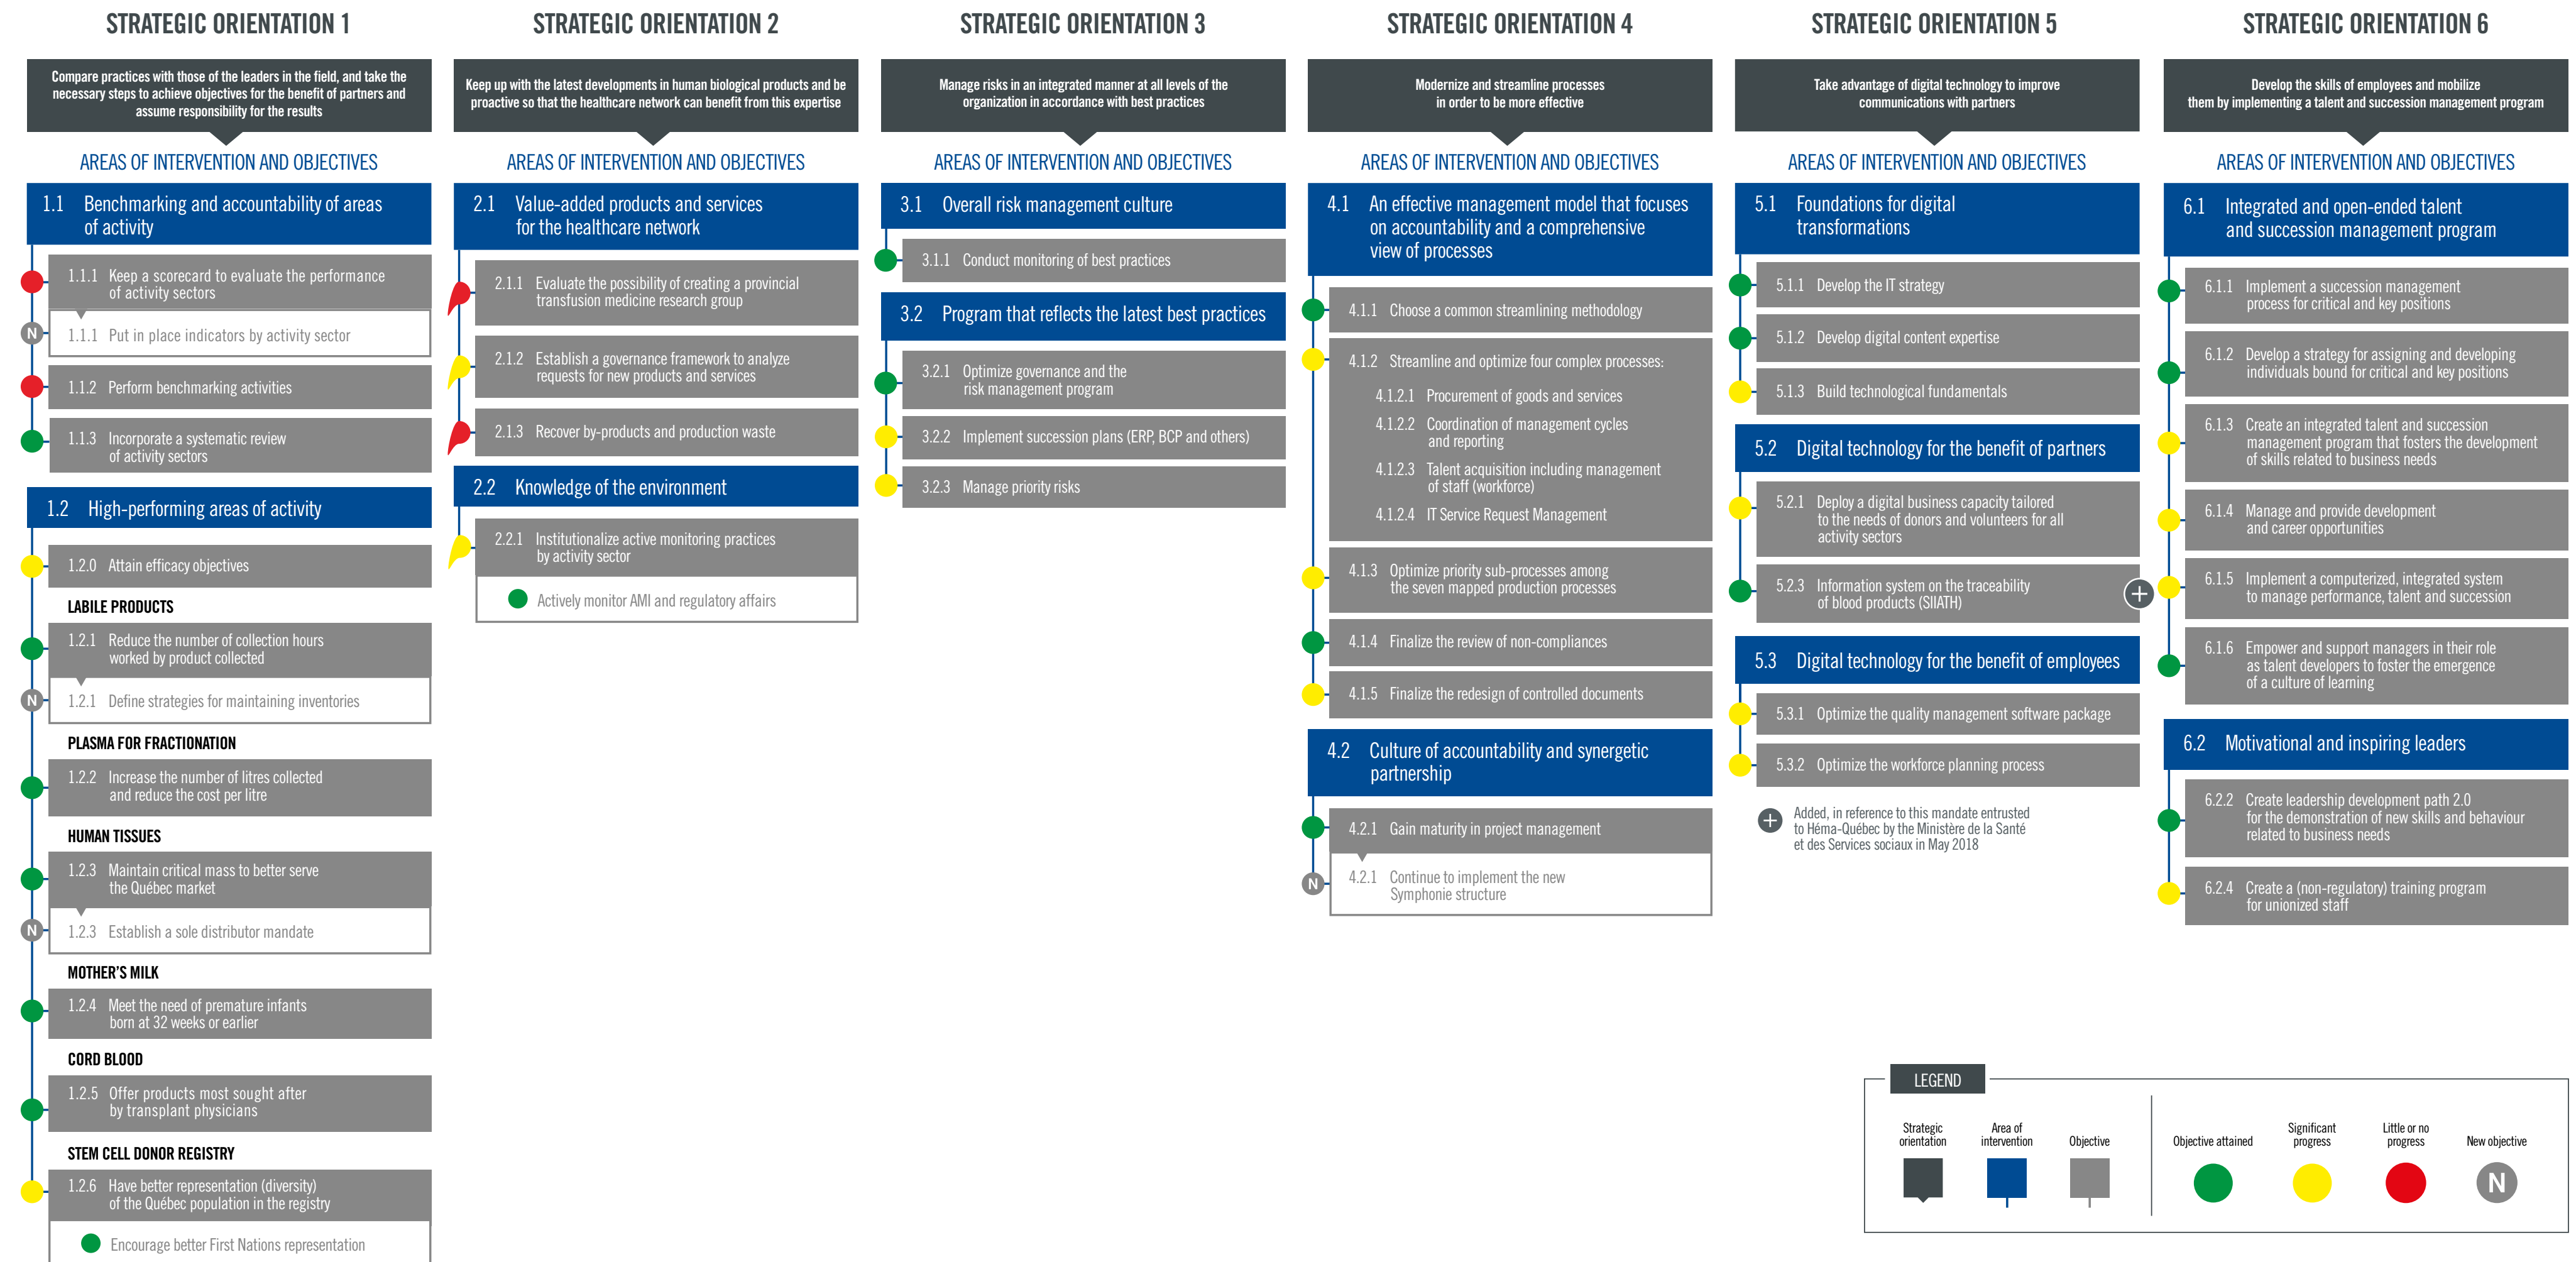 STRATEGIC ORIENTATION 1
Compare practices with those of the leaders in the field, and take the
necessary steps to achieve objectives for the benefit of partners and
assume responsibility for the results
AREAS OF INTERVENTION AND OBJECTIVES
1.1 Benchmarking and accountability of areas
of activity
1.1.1 Keep a scorecard to evaluate the performance
of activity sectors
N
1.1.1 Put in place indicators by activity sector
1.1.2 Perform benchmarking activities
1.1.3 Incorporate a systematic review
of activity sectors
1.2 High-performing areas of activity
1.2.0 Attain efficacy objectives
LABILE PRODUCTS
1.2.1 Reduce the number of collection hours
worked by product collected
N
1.2.1 Define strategies for maintaining inventories
PLASMA FOR FRACTIONATION
1.2.2 Increase the number of litres collected
and reduce the cost per litre
HUMAN TISSUES
1.2.3 Maintain critical mass to better serve
the Québec market
N
1.2.3 Establish a sole distributor mandate
MOTHER'S MILK
1.2.4 Meet the need of premature infants
born at 32 weeks or earlier
CORD BLOOD
1.2.5 Offer products most sought after
by transplant physicians
STEM CELL DONOR REGISTRY
1.2.6 Have better representation (diversity)
of the Québec population in the registry
Encourage better First Nations representation
STRATEGIC ORIENTATION 2
Keep up with the latest developments in human biological products and be
proactive so that the healthcare network can benefit from this expertise
AREAS OF INTERVENTION AND OBJECTIVES
2.1 Value-added products and services
for the healthcare network
2.1.1 Evaluate the possibility of creating a provincial
transfusion medicine research group
2.1.2 Establish a governance framework to analyze
requests for new products and services
2.1.3 Recover by-products and production waste
2.2 Knowledge of the environment
2.2.1 Institutionalize active monitoring practices
by activity sector
Actively monitor AMI and regulatory affairs
STRATEGIC ORIENTATION 3
Manage risks in an integrated manner at all levels of the
organization in accordance with best practices
AREAS OF INTERVENTION AND OBJECTIVES
3.1 Overall risk management culture
3.1.1 Conduct monitoring of best practices
3.2 Program that reflects the latest best practices
3.2.1 Optimize governance and the
risk management program
3.2.2 Implement succession plans (ERP, BCP and others)
3.2.3 Manage priority risks
STRATEGIC ORIENTATION 4
Modernize and streamline processes
in order to be more effective
AREAS OF INTERVENTION AND OBJECTIVES
4.1 An effective management model that focuses
on accountability and a comprehensive
view of processes
4.1.1 Choose a common streamlining methodology
4.1.2 Streamline and optimize four complex processes:
4.1.2.1 Procurement of goods and services
4.1.2.2 Coordination of management cycles
and reporting
4.1.2.3 Talent acquisition including management
of staff (workforce)
4.1.2.4 IT Service Request Management
4.1.3 Optimize priority sub-processes among
the seven mapped production processes
4.1.4 Finalize the review of non-compliances
4.1.5 Finalize the redesign of controlled documents
4.2 Culture of accountability and synergetic
partnership
4.2.1 Gain maturity in project management
N
4.2.1 Continue to implement the new
Symphonie structure
STRATEGIC ORIENTATION 5
Take advantage of digital technology to improve
communications with partners
AREAS OF INTERVENTION AND OBJECTIVES
5.1 Foundations for digital
transformations
5.1.1 Develop the IT strategy
5.1.2 Develop digital content expertise
5.1.3 Build technological fundamentals
5.2 Digital technology for the benefit of partners
5.2.1 Deploy a digital business capacity tailored
to the needs of donors and volunteers for all
activity sectors
5.2.3 Information system on the traceability
of blood products (SIIATH)
+
5.3 Digital technology for the benefit of employees
5.3.1 Optimize the quality management software package
5.3.2 Optimize the workforce planning process
+ Added, in reference to this mandate entrusted
to Héma-Québec by the Ministère de la Santé
et des Services sociaux in May 2018
STRATEGIC ORIENTATION 6
Develop the skills of employees and mobilize
them by implementing a talent and succession management program
AREAS OF INTERVENTION AND OBJECTIVES
6.1 Integrated and open-ended talent
and succession management program
6.1.1 Implement a succession management
process for critical and key positions
6.1.2 Develop a strategy for assigning and developing
individuals bound for critical and key positions
6.1.3 Create an integrated talent and succession
management program that fosters the development
of skills related to business needs
6.1.4 Manage and provide development
and career opportunities
6.1.5 Implement a computerized, integrated system
to manage performance, talent and succession
6.1.6 Empower and support managers in their role
as talent developers to foster the emergence
of a culture of learning
6.2 Motivational and inspiring leaders
6.2.2 Create leadership development path 2.0
for the demonstration of new skills and behaviour
related to business needs
6.2.4 Create a (non-regulatory) training program
for unionized staff
LEGEND
Strategic
orientation
Area of
intervention
Objective
Objective attained
Significant
progress
Little or no
progress
New objective
N